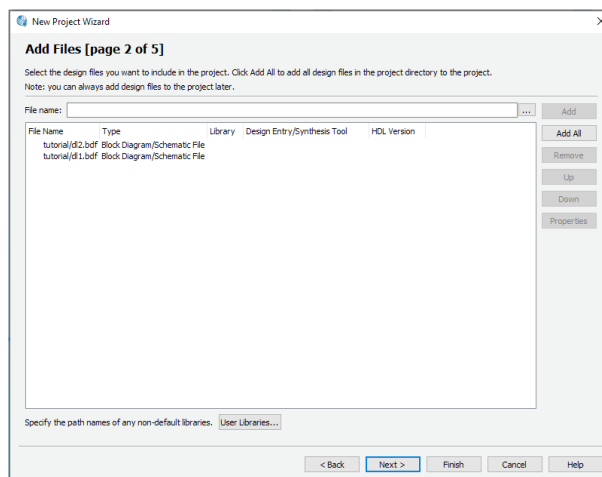 New Project Wizard
Add Files [page 2 of 5]
Select the design files you want to include in the project. Click Add All to add all design files in the project directory to the project.
Note: you can always add design files to the project later.
File name: ... Add
File Name Type Library Design Entry/Synthesis Tool HDL Version Add All
tutorial/dl2.bdf Block Diagram/Schematic File
tutorial/dl1.bdf Block Diagram/Schematic File
Remove
Up
Down
Properties
Specify the path names of any non-default libraries. User Libraries...
< Back Next > Finish Cancel Help